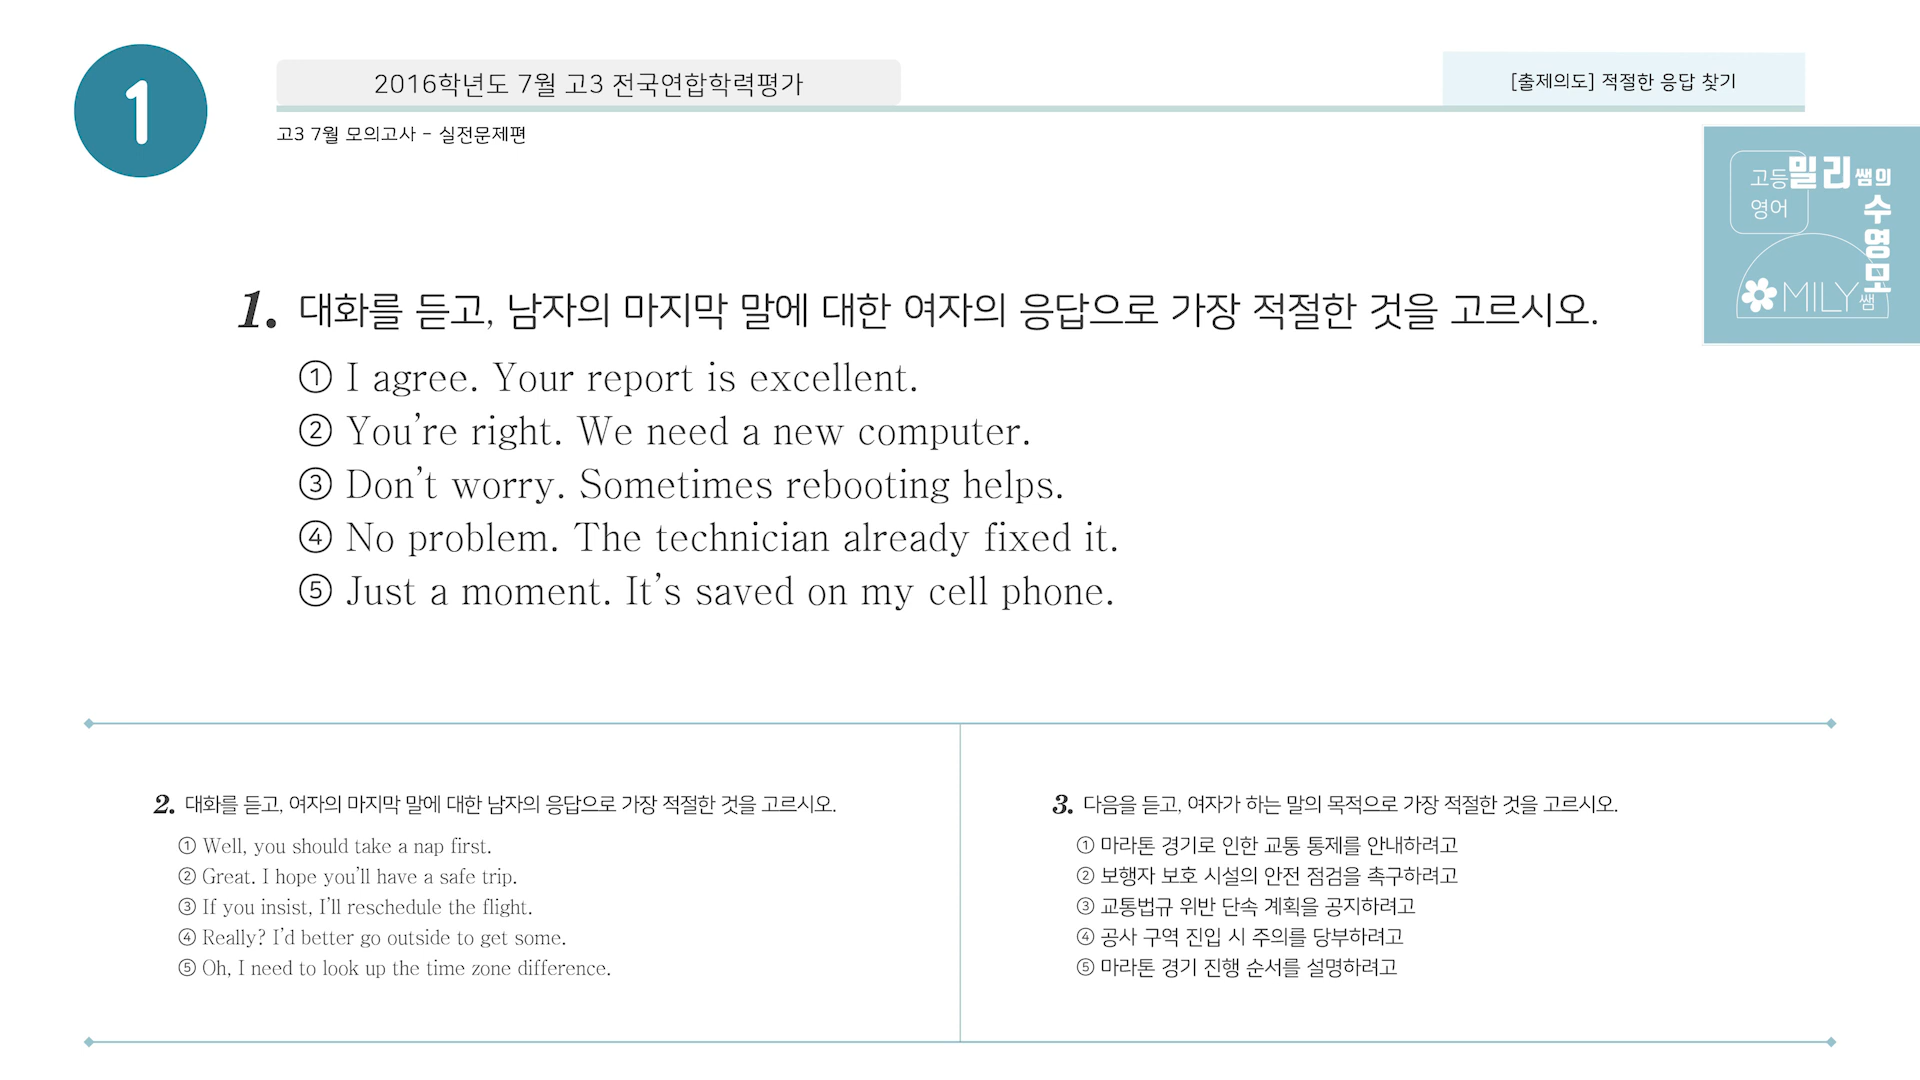 1
2016학년도 7월 고3 전국연합학력평가
[출제의도] 적절한 응답 찾기
고3 7월 모의고사 - 실전문제편
고등 밀리쌤의
영어
수영모
MILY쌤
1. 대화를 듣고, 남자의 마지막 말에 대한 여자의 응답으로 가장 적절한 것을 고르시오.
① I agree. Your report is excellent.
② You're right. We need a new computer.
③ Don't worry. Sometimes rebooting helps.
④ No problem. The technician already fixed it.
⑤ Just a moment. It's saved on my cell phone.
2. 대화를 듣고, 여자의 마지막 말에 대한 남자의 응답으로 가장 적절한 것을 고르시오.
① Well, you should take a nap first.
② Great. I hope you'll have a safe trip.
③ If you insist, I'll reschedule the flight.
④ Really? I'd better go outside to get some.
⑤ Oh, I need to look up the time zone difference.
3. 다음을 듣고, 여자가 하는 말의 목적으로 가장 적절한 것을 고르시오.
① 마라톤 경기로 인한 교통 통제를 안내하려고
② 보행자 보호 시설의 안전 점검을 촉구하려고
③ 교통법규 위반 단속 계획을 공지하려고
④ 공사 구역 진입 시 주의를 당부하려고
⑤ 마라톤 경기 진행 순서를 설명하려고